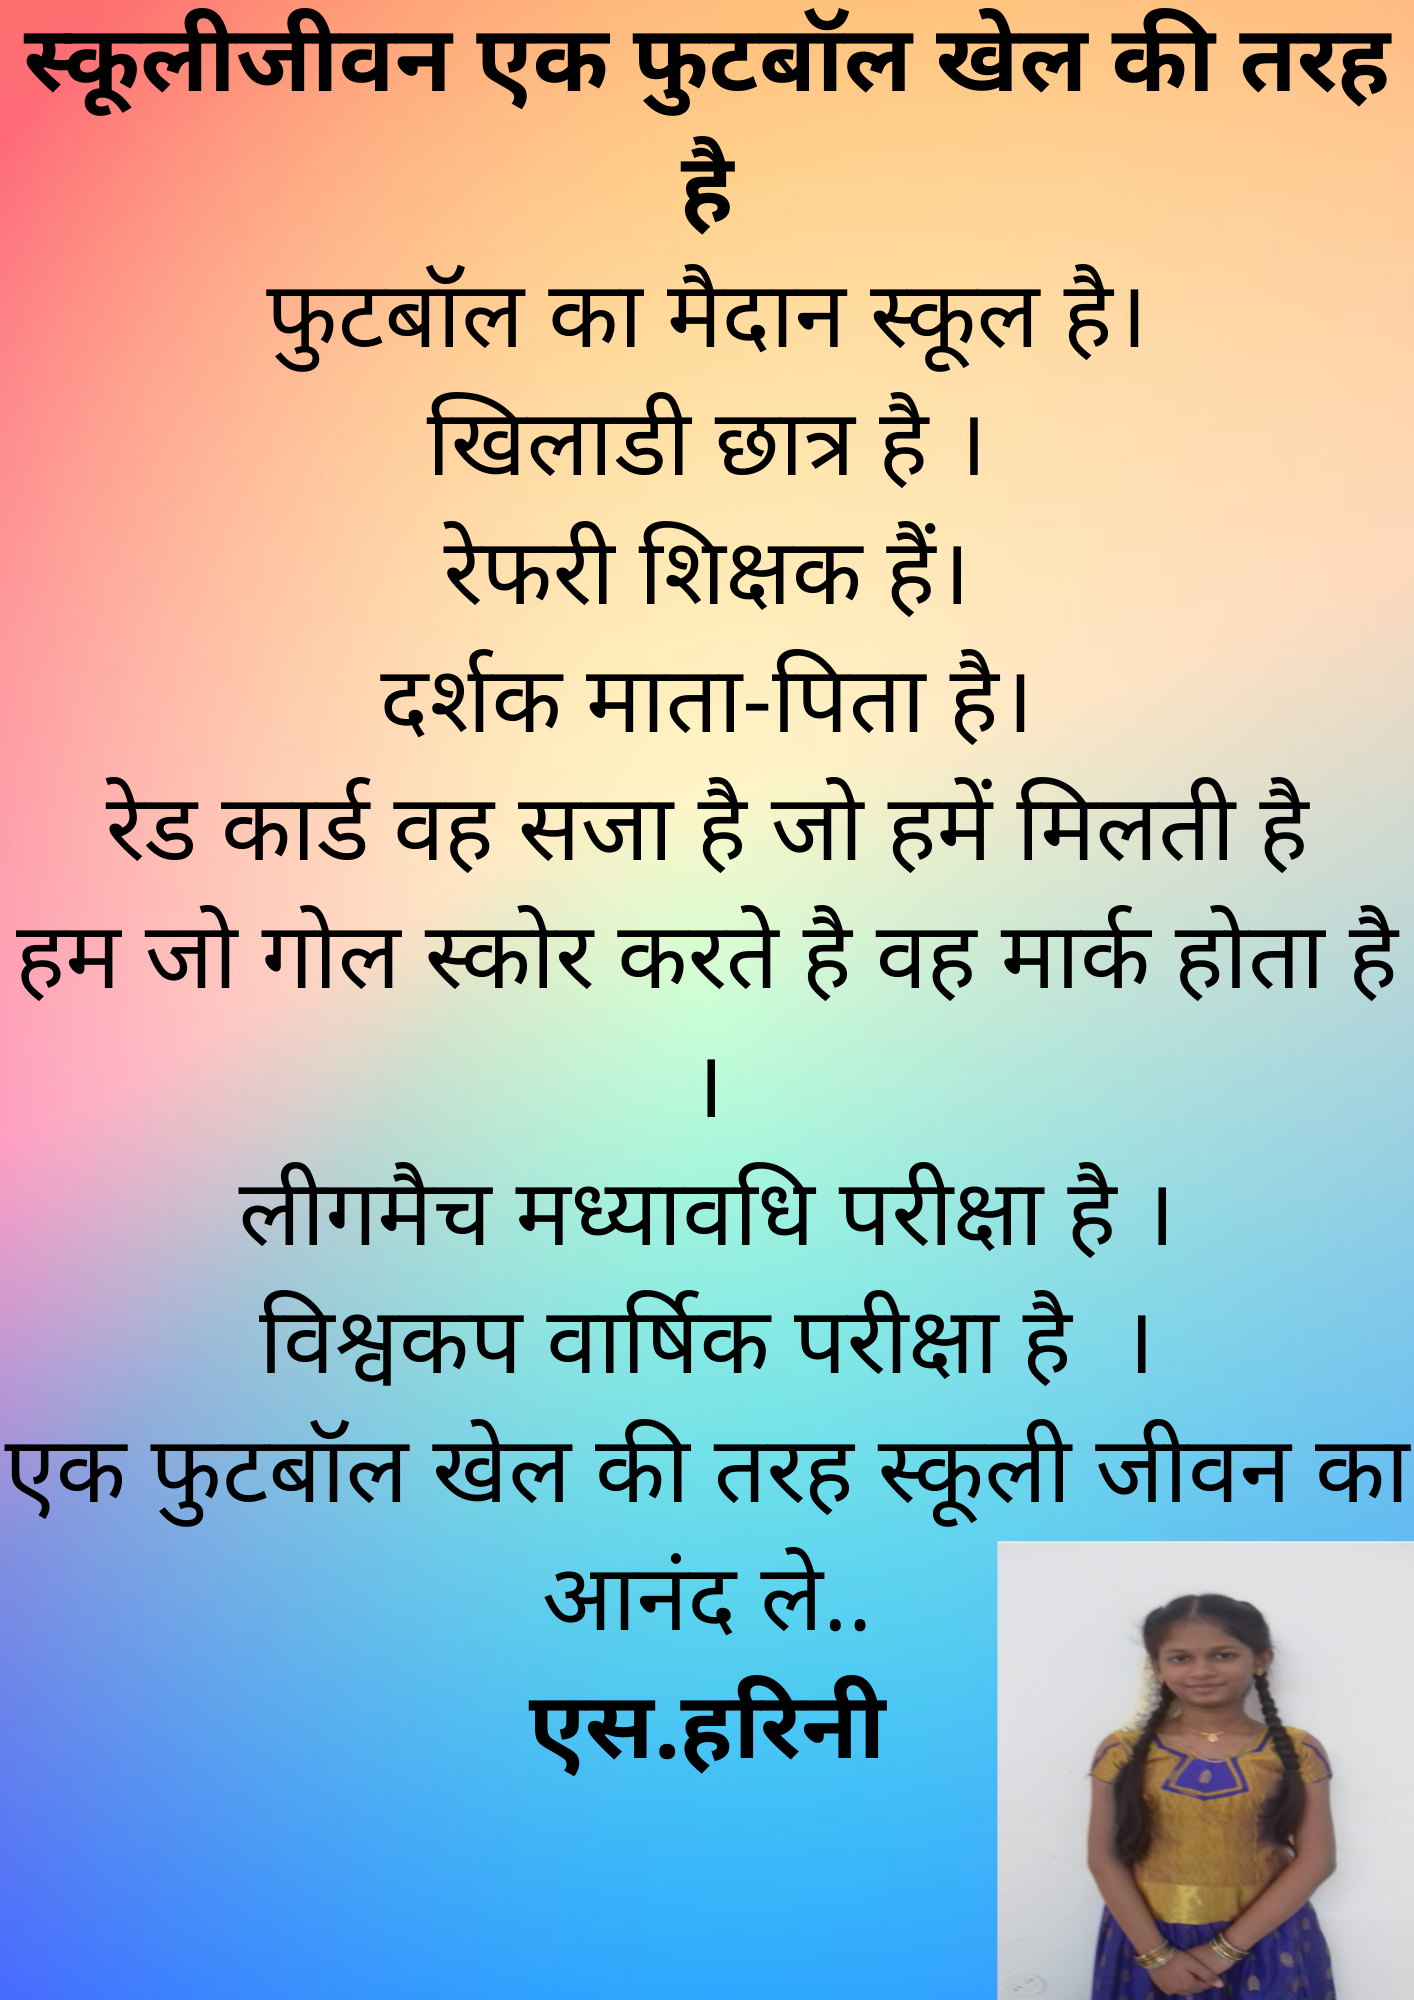 स्कूलीजीवन एक फुटबॉल खेल की तरह
है
फुटबॉल का मैदान स्कूल है।
खिलाडी छात्र है ।
रेफरी शिक्षक हैं।
दर्शक माता-पिता है।
रेड कार्ड वह सजा है जो हमें मिलती है
हम जो गोल स्कोर करते है वह मार्क होता है
।
लीगमैच मध्यावधि परीक्षा है ।
विश्वकप वार्षिक परीक्षा है ।
एक फुटबॉल खेल की तरह स्कूली जीवन का
आनंद ले..
एस.हरिनी